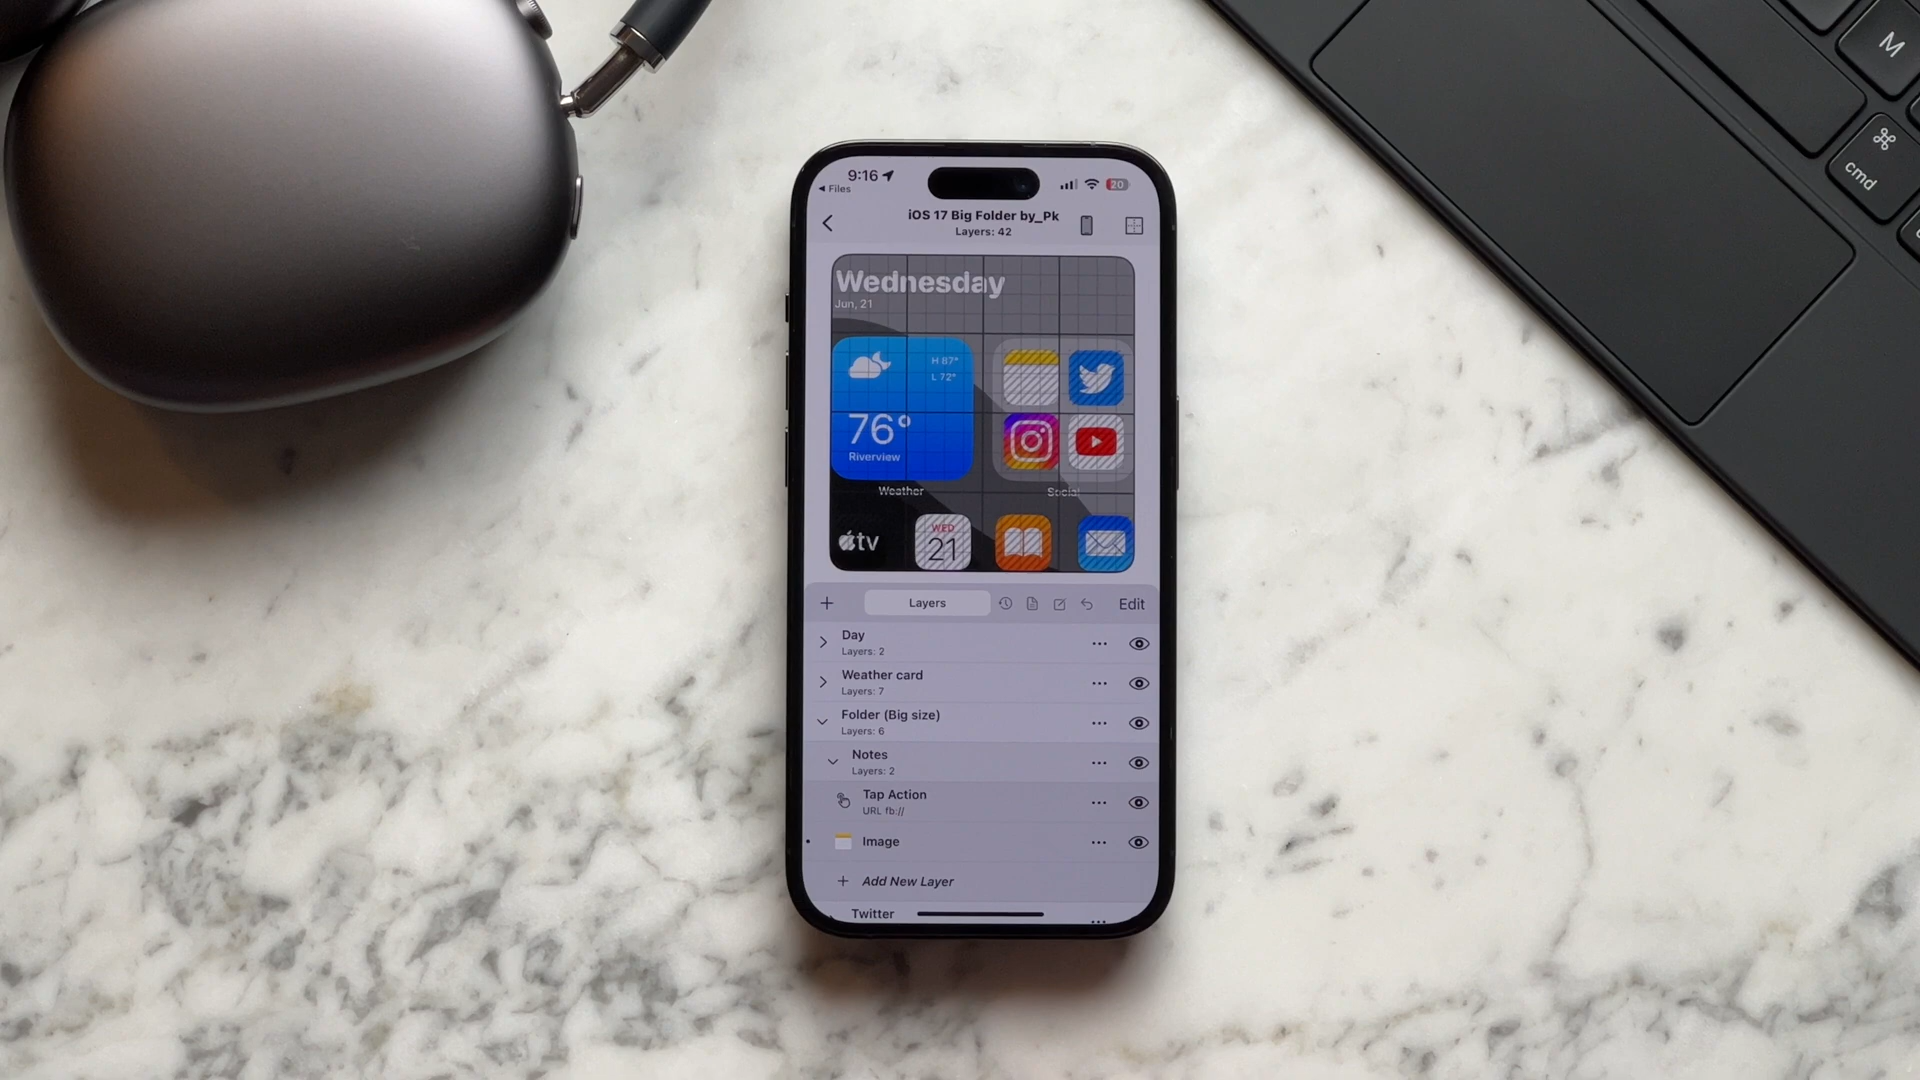 M
⌘
cmd
9:16
20
◀ Files
iOS 17 Big Folder by_Pk
Layers: 42
Wednesday
Jun, 21
H 87°
L 72°
76°
Riverview
Weather
Social
tv
WED
21
Layers
Edit
Day
Layers: 2
Weather card
Layers: 7
Folder (Big size)
Layers: 6
Notes
Layers: 2
Tap Action
URL fb://
Image
Add New Layer
Twitter